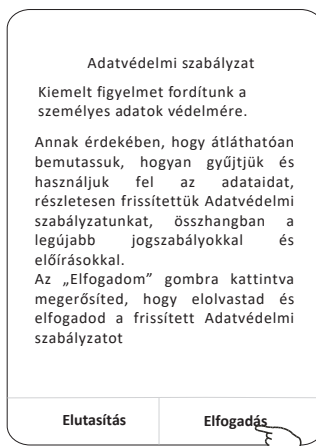 Adatvédelmi szabályzat
Kiemelt figyelmet fordítunk a
személyes adatok védelmére.
Annak érdekében, hogy átláthatóan
bemutassuk, hogyan gyűjtjük és
használjuk fel az adataidat,
részletesen frissítettük Adatvédelmi
szabályzatunkat, összhangban a
legújabb jogszabályokkal és
előírásokkal.
Az „Elfogadom” gombra kattintva
megerősíted, hogy elolvastad és
elfogadod a frissített Adatvédelmi
szabályzatot
Elutasítás
Elfogadás